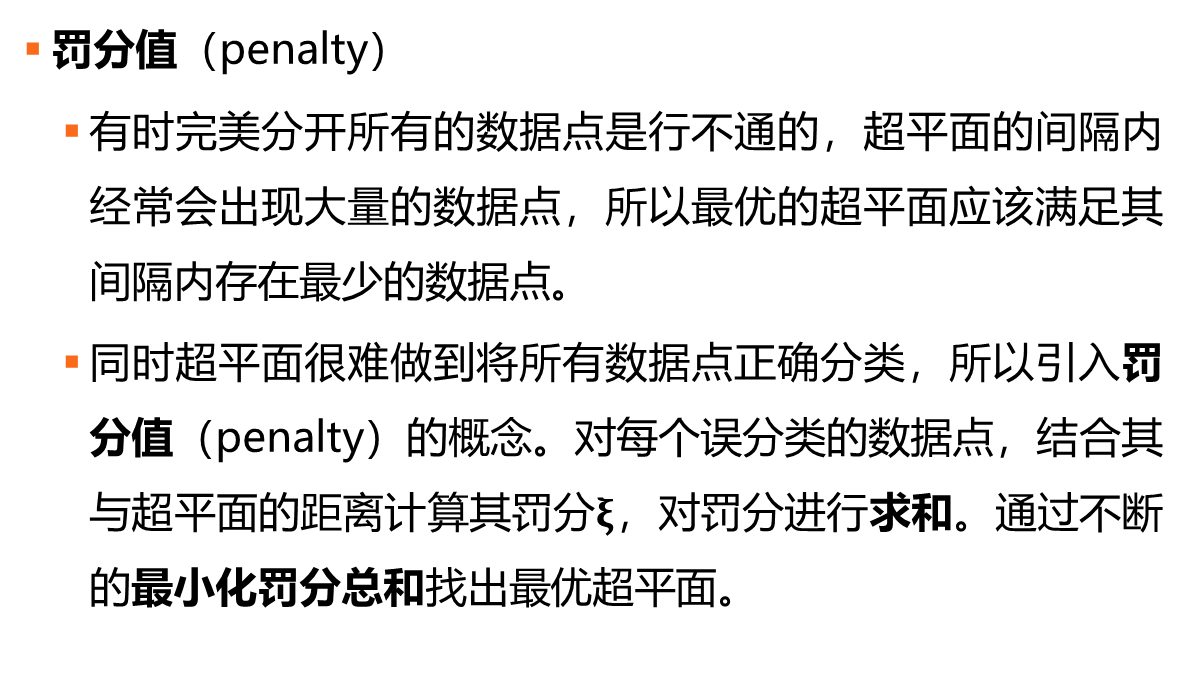 ▪ 罚分值（penalty）
▪ 有时完美分开所有的数据点是行不通的，超平面的间隔内
经常会出现大量的数据点，所以最优的超平面应该满足其
间隔内存在最少的数据点。
▪ 同时超平面很难做到将所有数据点正确分类，所以引入罚
分值（penalty）的概念。对每个误分类的数据点，结合其
与超平面的距离计算其罚分ξ，对罚分进行求和。通过不断
的最小化罚分总和找出最优超平面。